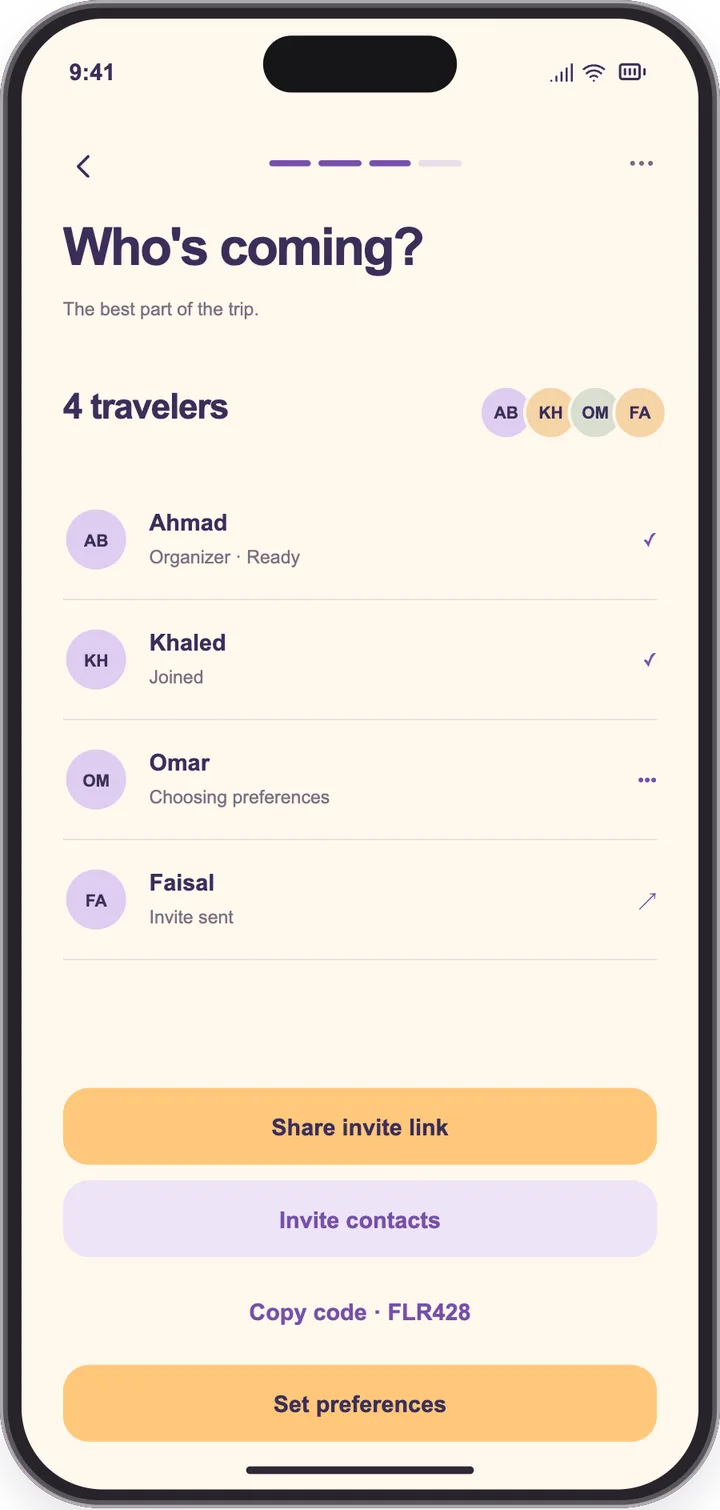 9:41
Who's coming?
The best part of the trip.
4 travelers
AB KH OM FA
AB
Ahmad
Organizer · Ready
KH
Khaled
Joined
OM
Omar
Choosing preferences
FA
Faisal
Invite sent
Share invite link
Invite contacts
Copy code · FLR428
Set preferences